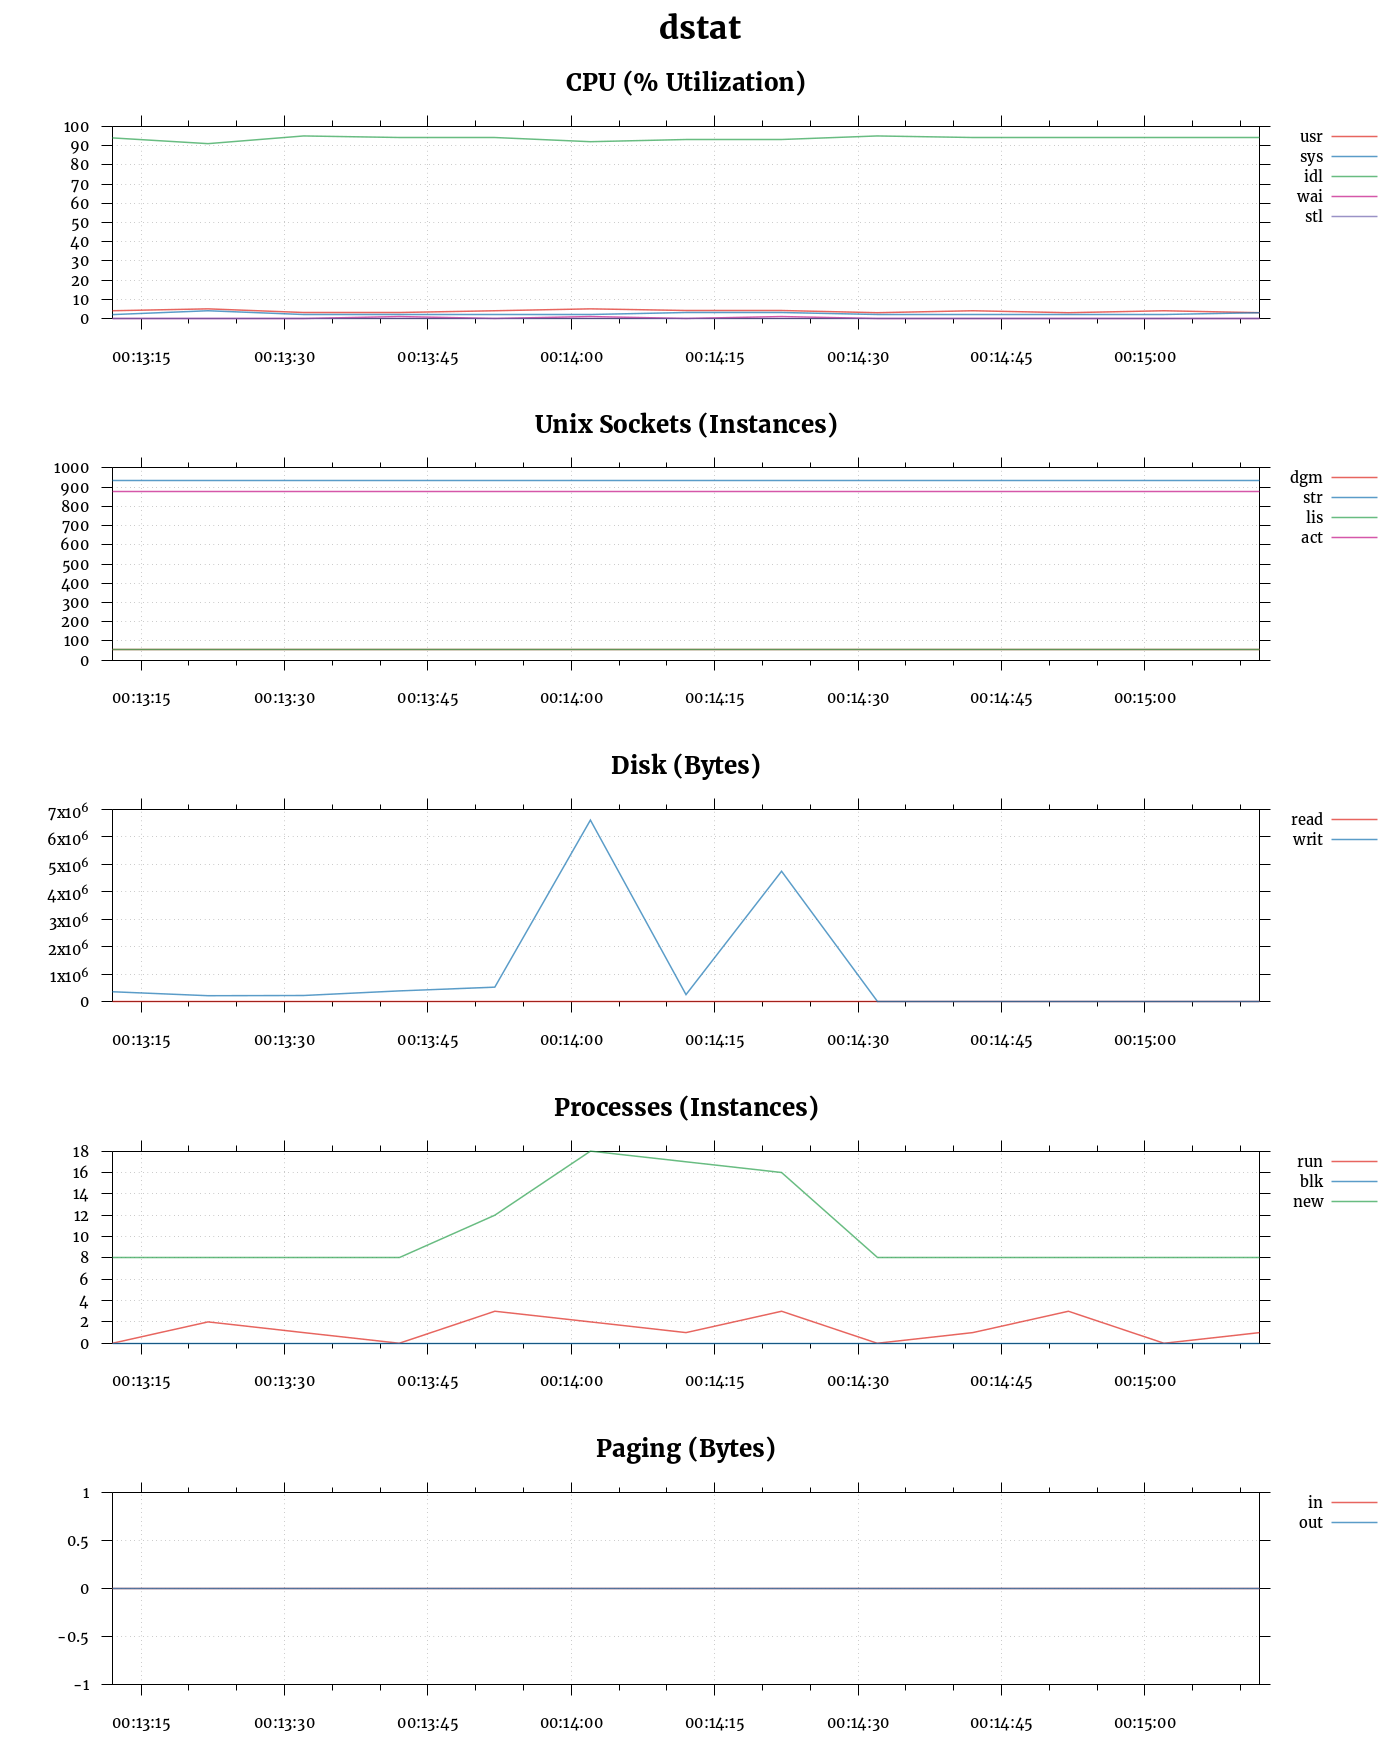 dstat
CPU (% Utilization)
100
90
80
70
60
50
40
30
20
10
0
usr
sys
idl
wai
stl
00:13:15 00:13:30 00:13:45 00:14:00 00:14:15 00:14:30 00:14:45 00:15:00
Unix Sockets (Instances)
1000
900
800
700
600
500
400
300
200
100
0
dgm
str
lis
act
00:13:15 00:13:30 00:13:45 00:14:00 00:14:15 00:14:30 00:14:45 00:15:00
Disk (Bytes)
7x10⁶
6x10⁶
5x10⁶
4x10⁶
3x10⁶
2x10⁶
1x10⁶
0
read
writ
00:13:15 00:13:30 00:13:45 00:14:00 00:14:15 00:14:30 00:14:45 00:15:00
Processes (Instances)
18
16
14
12
10
8
6
4
2
0
run
blk
new
00:13:15 00:13:30 00:13:45 00:14:00 00:14:15 00:14:30 00:14:45 00:15:00
Paging (Bytes)
1
0.5
0
-0.5
-1
in
out
00:13:15 00:13:30 00:13:45 00:14:00 00:14:15 00:14:30 00:14:45 00:15:00